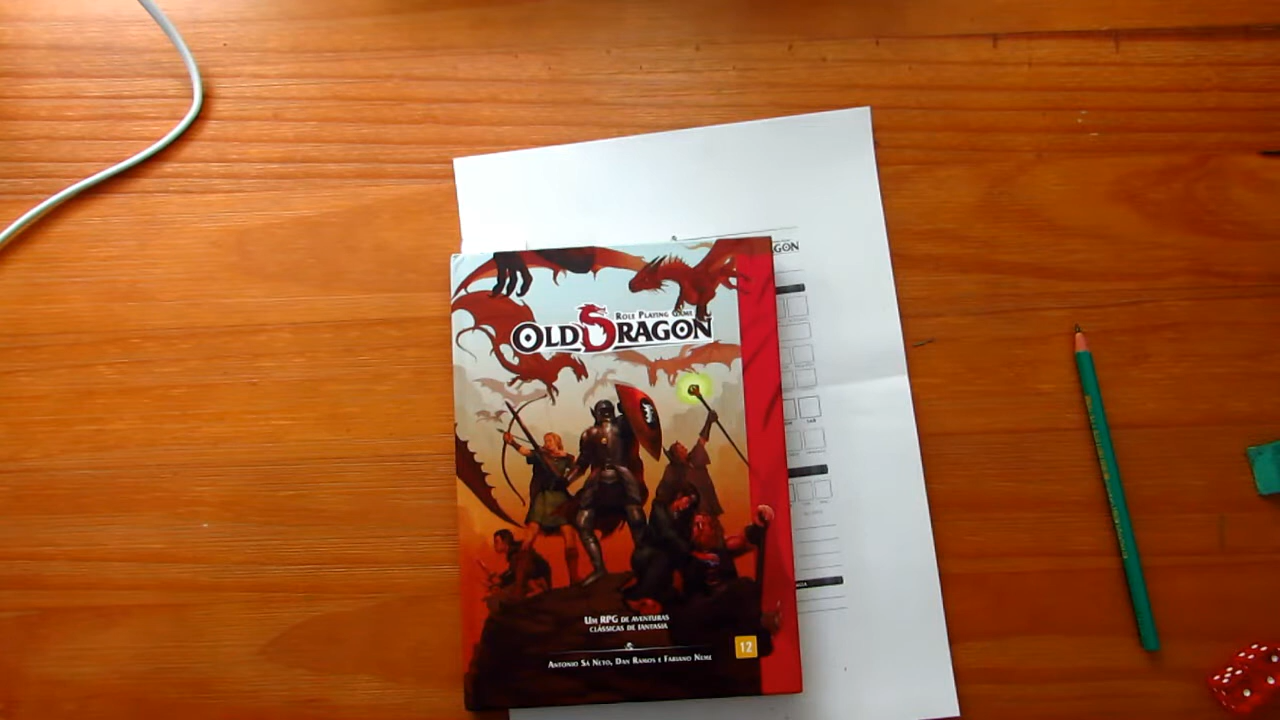 GON
ROLE PLAYING GAME
OLD DRAGON
UM RPG DE AVENTURAS
CLÁSSICAS DE FANTASIA
12
ANTONIO SÁ NETO, DAN RAMOS E FABIANO NEME